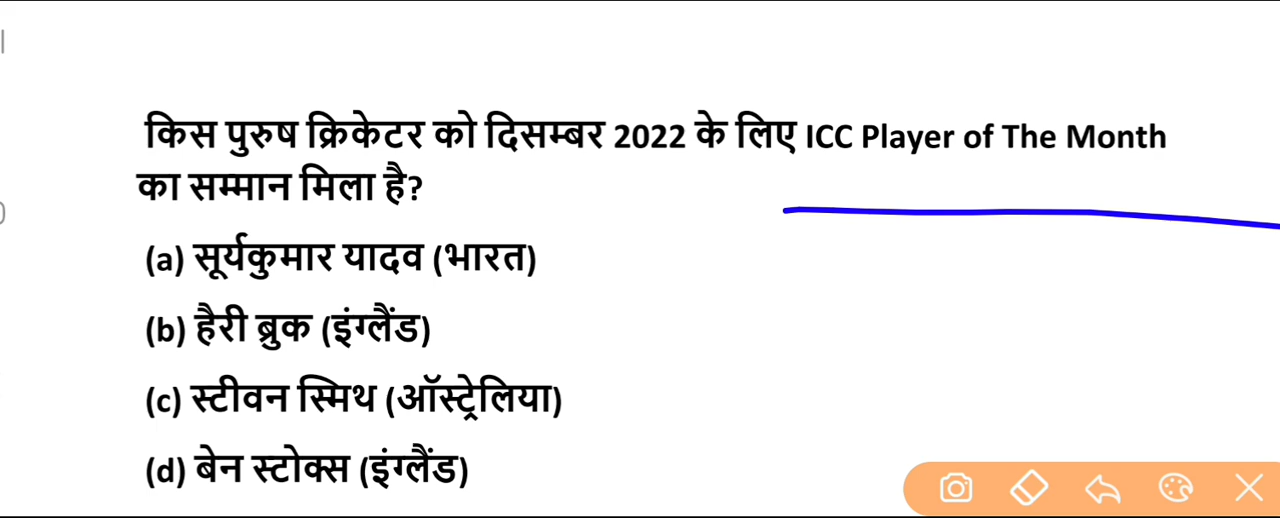 किस पुरुष क्रिकेटर को दिसम्बर 2022 के लिए ICC Player of The Month
का सम्मान मिला है?
(a) सूर्यकुमार यादव (भारत)
(b) हैरी ब्रुक (इंग्लैंड)
(c) स्टीवन स्मिथ (ऑस्ट्रेलिया)
(d) बेन स्टोक्स (इंग्लैंड)